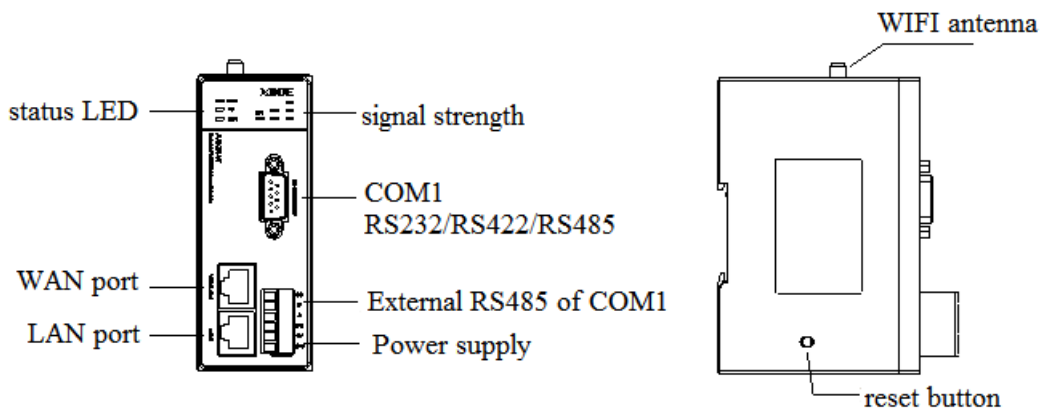 WIFI antenna
status LED
signal strength
COM1
RS232/RS422/RS485
WAN port
External RS485 of COM1
LAN port
Power supply
reset button